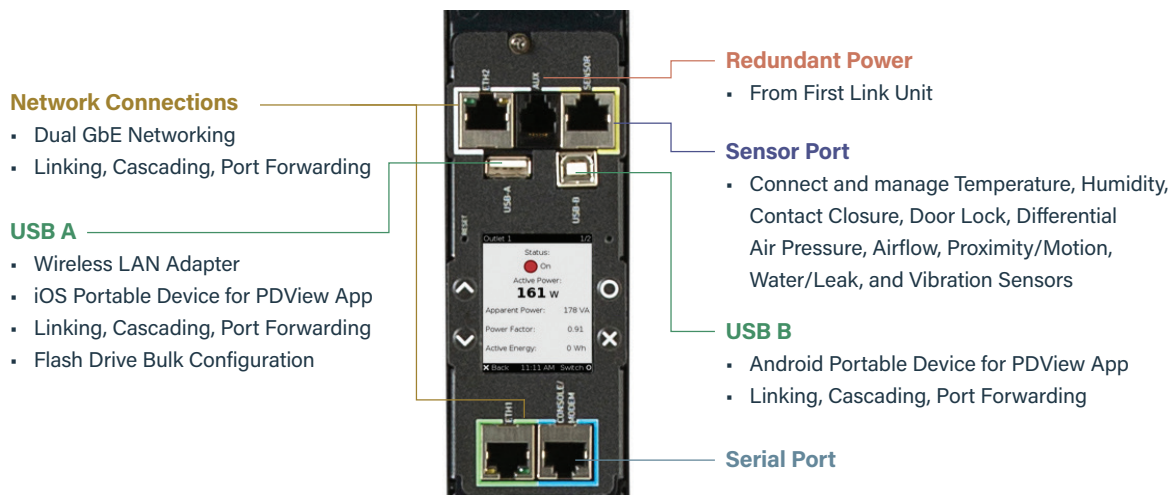 Network Connections
▪ Dual GbE Networking
▪ Linking, Cascading, Port Forwarding
USB A
▪ Wireless LAN Adapter
▪ iOS Portable Device for PDView App
▪ Linking, Cascading, Port Forwarding
▪ Flash Drive Bulk Configuration
ETH2
AUX
SENSOR
USB-A
USB-B
RESET
Outlet 1 1/2
Status:
On
Active Power:
161 W
Apparent Power: 178 VA
Power Factor: 0.91
Active Energy: 0 Wh
X Back 11:11 AM Switch O
ETH1
CONSOLE/
MODEM
Redundant Power
▪ From First Link Unit
Sensor Port
▪ Connect and manage Temperature, Humidity,
Contact Closure, Door Lock, Differential
Air Pressure, Airflow, Proximity/Motion,
Water/Leak, and Vibration Sensors
USB B
▪ Android Portable Device for PDView App
▪ Linking, Cascading, Port Forwarding
Serial Port